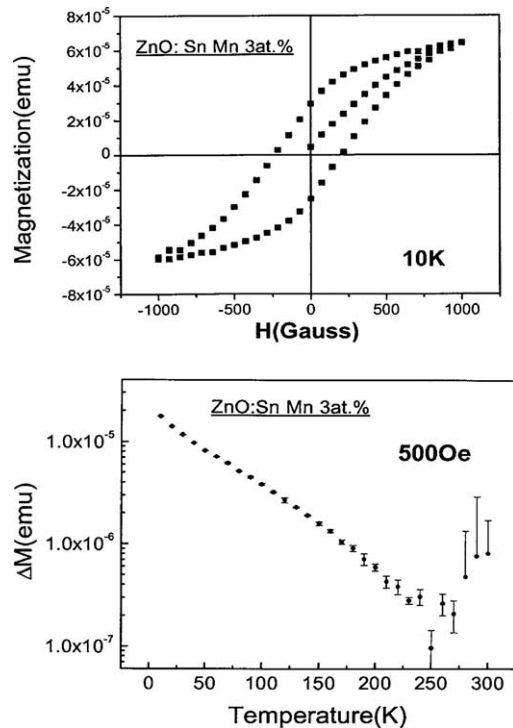 8x10⁻⁵
6x10⁻⁵
4x10⁻⁵
2x10⁻⁵
0
-2x10⁻⁵
-4x10⁻⁵
-6x10⁻⁵
-8x10⁻⁵
Magnetization(emu)
ZnO: Sn Mn 3at.%
10K
-1000 -500 0 500 1000
H(Gauss)
ZnO:Sn Mn 3at.%
500Oe
1.0x10⁻⁵
1.0x10⁻⁶
1.0x10⁻⁷
ΔM(emu)
0 50 100 150 200 250 300
Temperature(K)